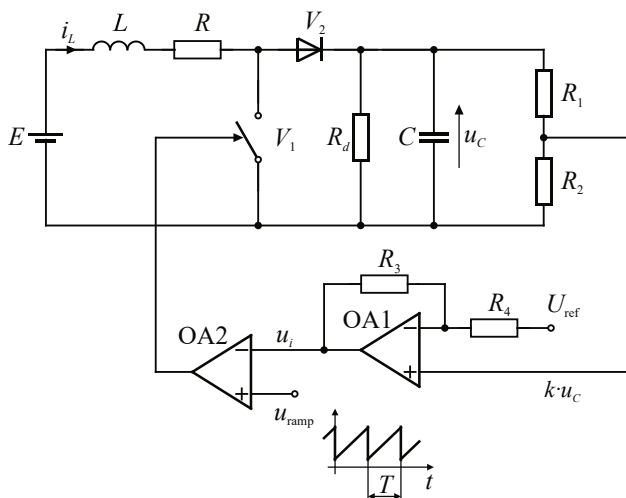 i_L L R V_2
E V_1 R_d C u_C R_1
R_2
R_3
OA1 R_4 U_ref
OA2 u_i
− −
+ +
k·u_C
u_ramp
T t